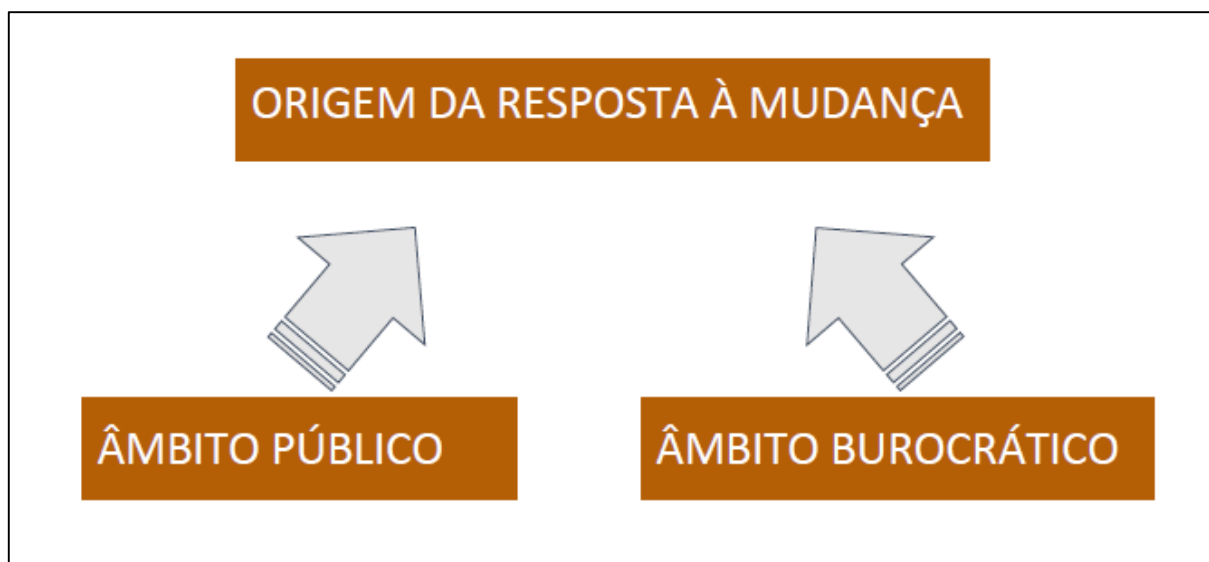 ORIGEM DA RESPOSTA À MUDANÇA
ÂMBITO PÚBLICO
ÂMBITO BUROCRÁTICO